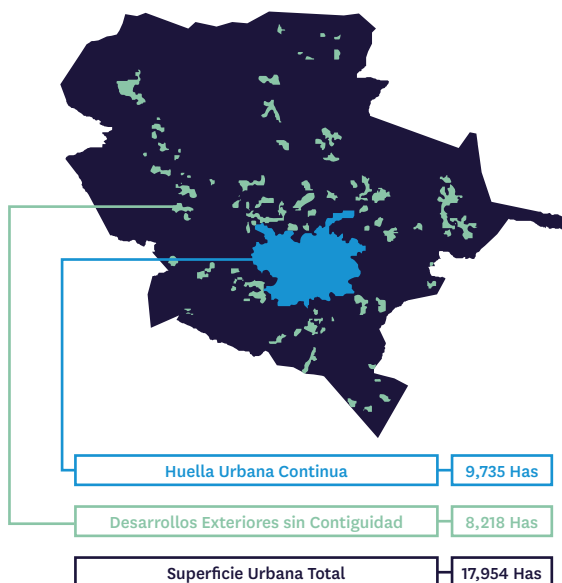 Huella Urbana Continua 9,735 Has
Desarrollos Exteriores sin Contiguidad 8,218 Has
Superficie Urbana Total 17,954 Has